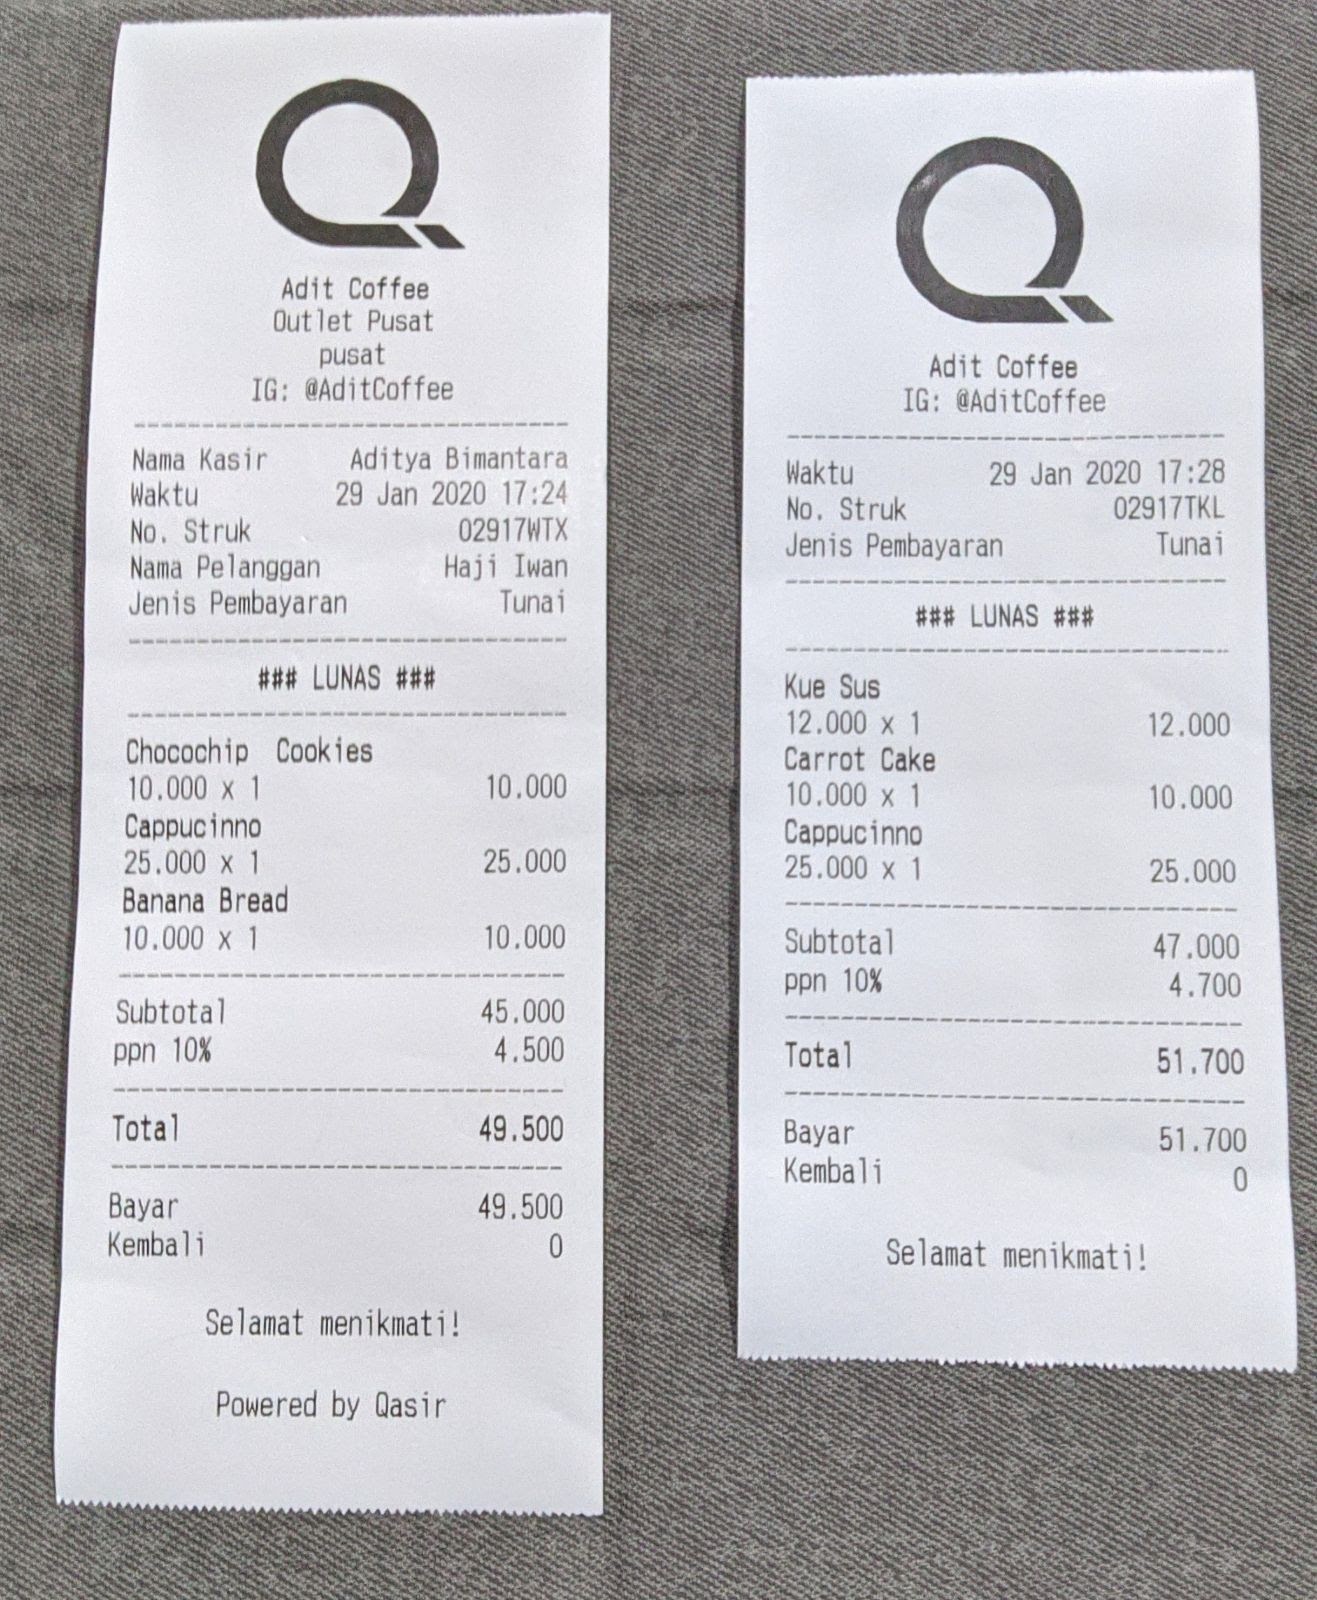 Adit Coffee
Outlet Pusat
pusat
IG: @AditCoffee
Nama Kasir Aditya Bimantara
Waktu 29 Jan 2020 17:24
No. Struk 02917WTX
Nama Pelanggan Haji Iwan
Jenis Pembayaran Tunai
### LUNAS ###
Chocochip Cookies
10.000 x 1 10.000
Cappucinno
25.000 x 1 25.000
Banana Bread
10.000 x 1 10.000
Subtotal 45.000
ppn 10% 4.500
Total 49.500
Bayar 49.500
Kembali 0
Selamat menikmati!
Powered by Qasir
Adit Coffee
IG: @AditCoffee
Waktu 29 Jan 2020 17:28
No. Struk 02917TKL
Jenis Pembayaran Tunai
### LUNAS ###
Kue Sus
12.000 x 1 12.000
Carrot Cake
10.000 x 1 10.000
Cappucinno
25.000 x 1 25.000
Subtotal 47.000
ppn 10% 4.700
Total 51.700
Bayar 51.700
Kembali 0
Selamat menikmati!